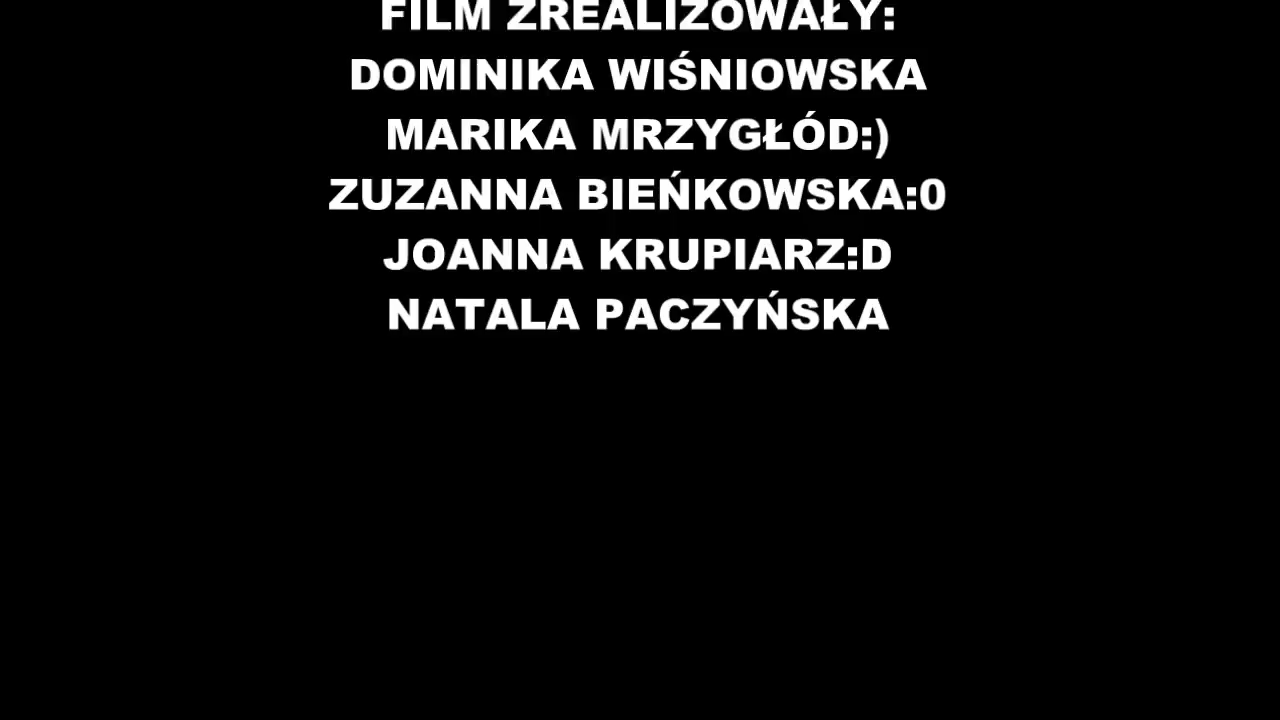 FILM ZREALIZOWAŁY:
DOMINIKA WIŚNIOWSKA
MARIKA MRZYGŁÓD:)
ZUZANNA BIEŃKOWSKA:0
JOANNA KRUPIARZ:D
NATALA PACZYŃSKA